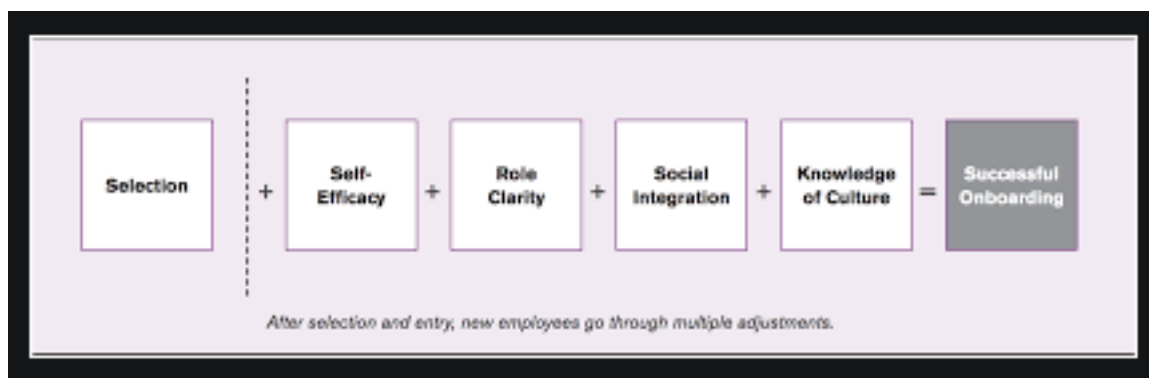 Selection
+
Self-
Efficacy
+
Role
Clarity
+
Social
Integration
+
Knowledge
of Culture
=
Successful
Onboarding
After selection and entry, new employees go through multiple adjustments.